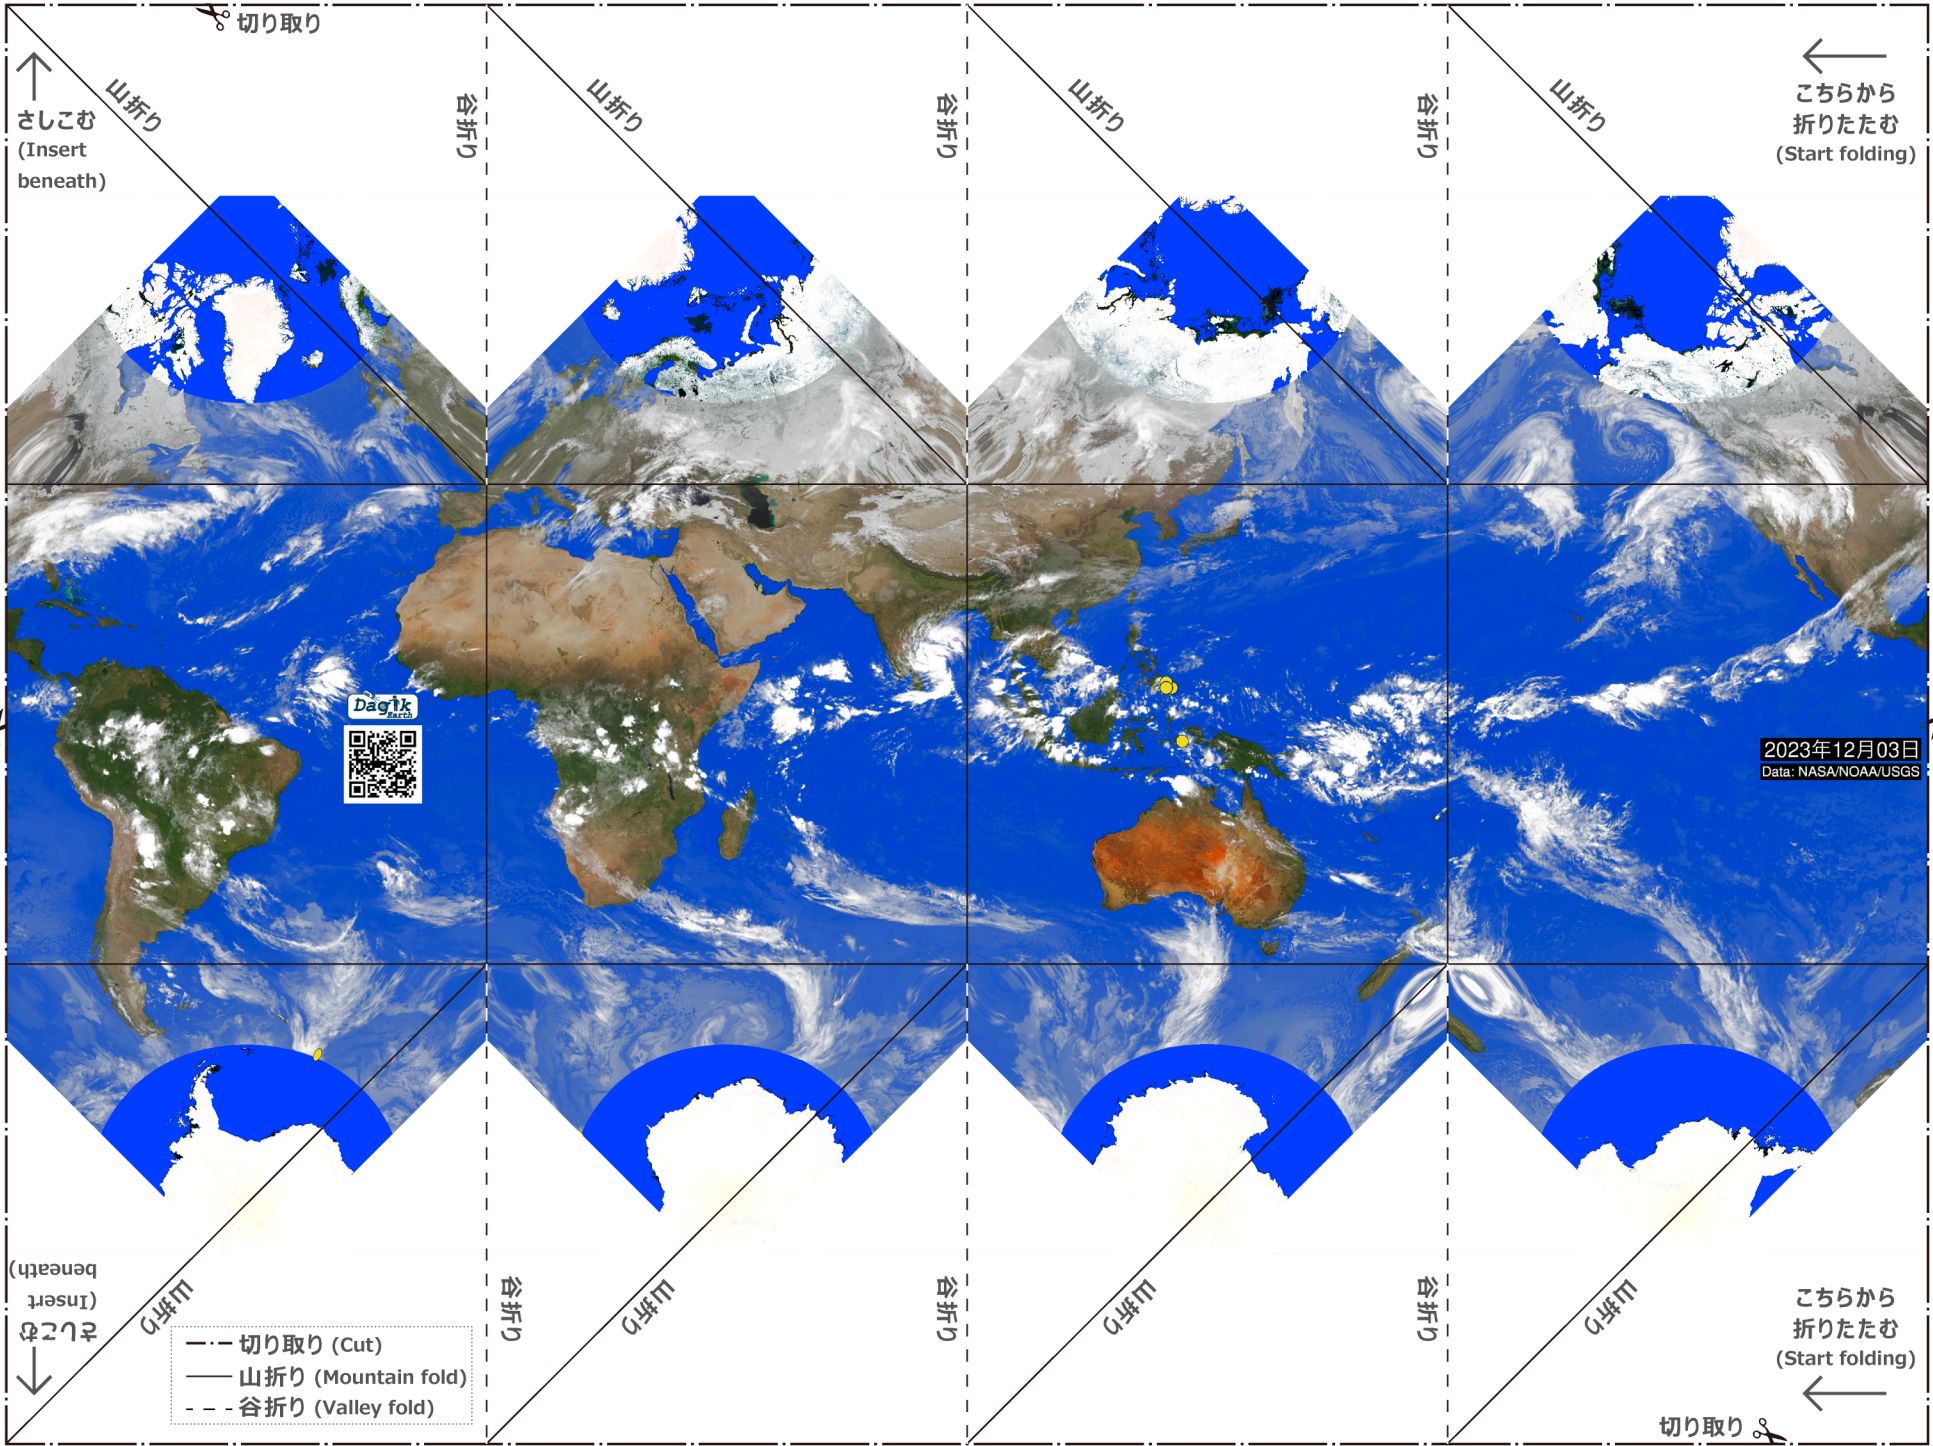 切り取り
山折り
谷折り
山折り
谷折り
山折り
谷折り
山折り
さしこむ
(Insert
beneath)
こちらから
折りたたむ
(Start folding)
Dagik
Earth
2023年12月03日
Data: NASA/NOAA/USGS
さしこむ
(Insert
beneath)
山折り
谷折り
山折り
谷折り
山折り
谷折り
山折り
切り取り (Cut)
山折り (Mountain fold)
谷折り (Valley fold)
こちらから
折りたたむ
(Start folding)
切り取り